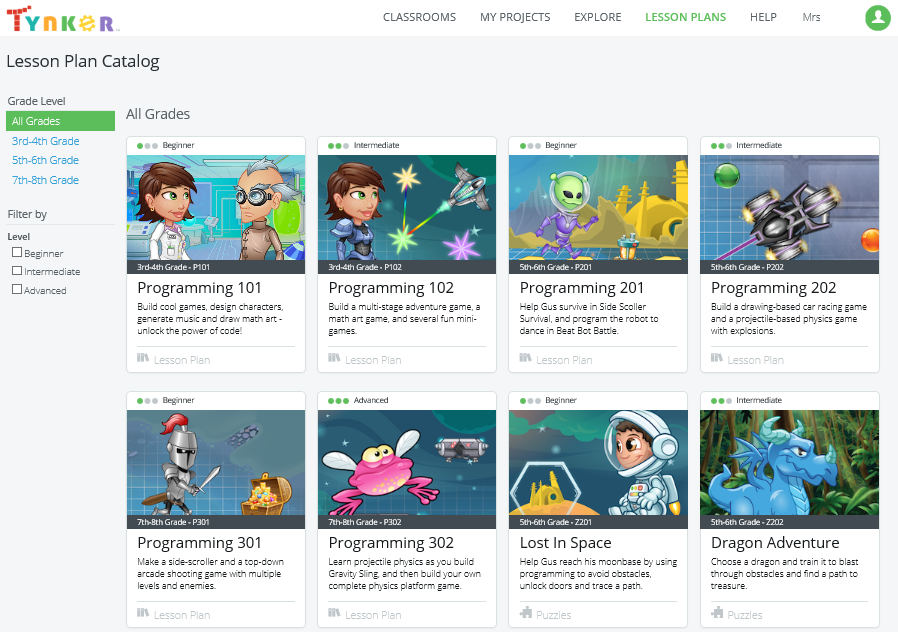 TYNKER
CLASSROOMS MY PROJECTS EXPLORE LESSON PLANS HELP Mrs
Lesson Plan Catalog
Grade Level
All Grades
3rd-4th Grade
5th-6th Grade
7th-8th Grade
Filter by
Level
Beginner
Intermediate
Advanced
All Grades
Beginner
3rd-4th Grade - P101
Programming 101
Build cool games, design characters,
generate music and draw math art -
unlock the power of code!
Lesson Plan
Intermediate
3rd-4th Grade - P102
Programming 102
Build a multi-stage adventure game, a
math art game, and several fun mini-
games.
Lesson Plan
Beginner
5th-6th Grade - P201
Programming 201
Help Gus survive in Side Scoller
Survival, and program the robot to
dance in Beat Bot Battle.
Lesson Plan
Intermediate
5th-6th Grade - P202
Programming 202
Build a drawing-based car racing game
and a projectile-based physics game
with explosions.
Lesson Plan
Beginner
7th-8th Grade - P301
Programming 301
Make a side-scroller and a top-down
arcade shooting game with multiple
levels and enemies.
Lesson Plan
Advanced
7th-8th Grade - P302
Programming 302
Learn projectile physics as you build
Gravity Sling, and then build your own
complete physics platform game.
Lesson Plan
Beginner
5th-6th Grade - Z201
Lost In Space
Help Gus reach his moonbase by using
programming to avoid obstacles,
unlock doors and trace a path.
Puzzles
Intermediate
5th-6th Grade - Z202
Dragon Adventure
Choose a dragon and train it to blast
through obstacles and find a path to
treasure.
Puzzles